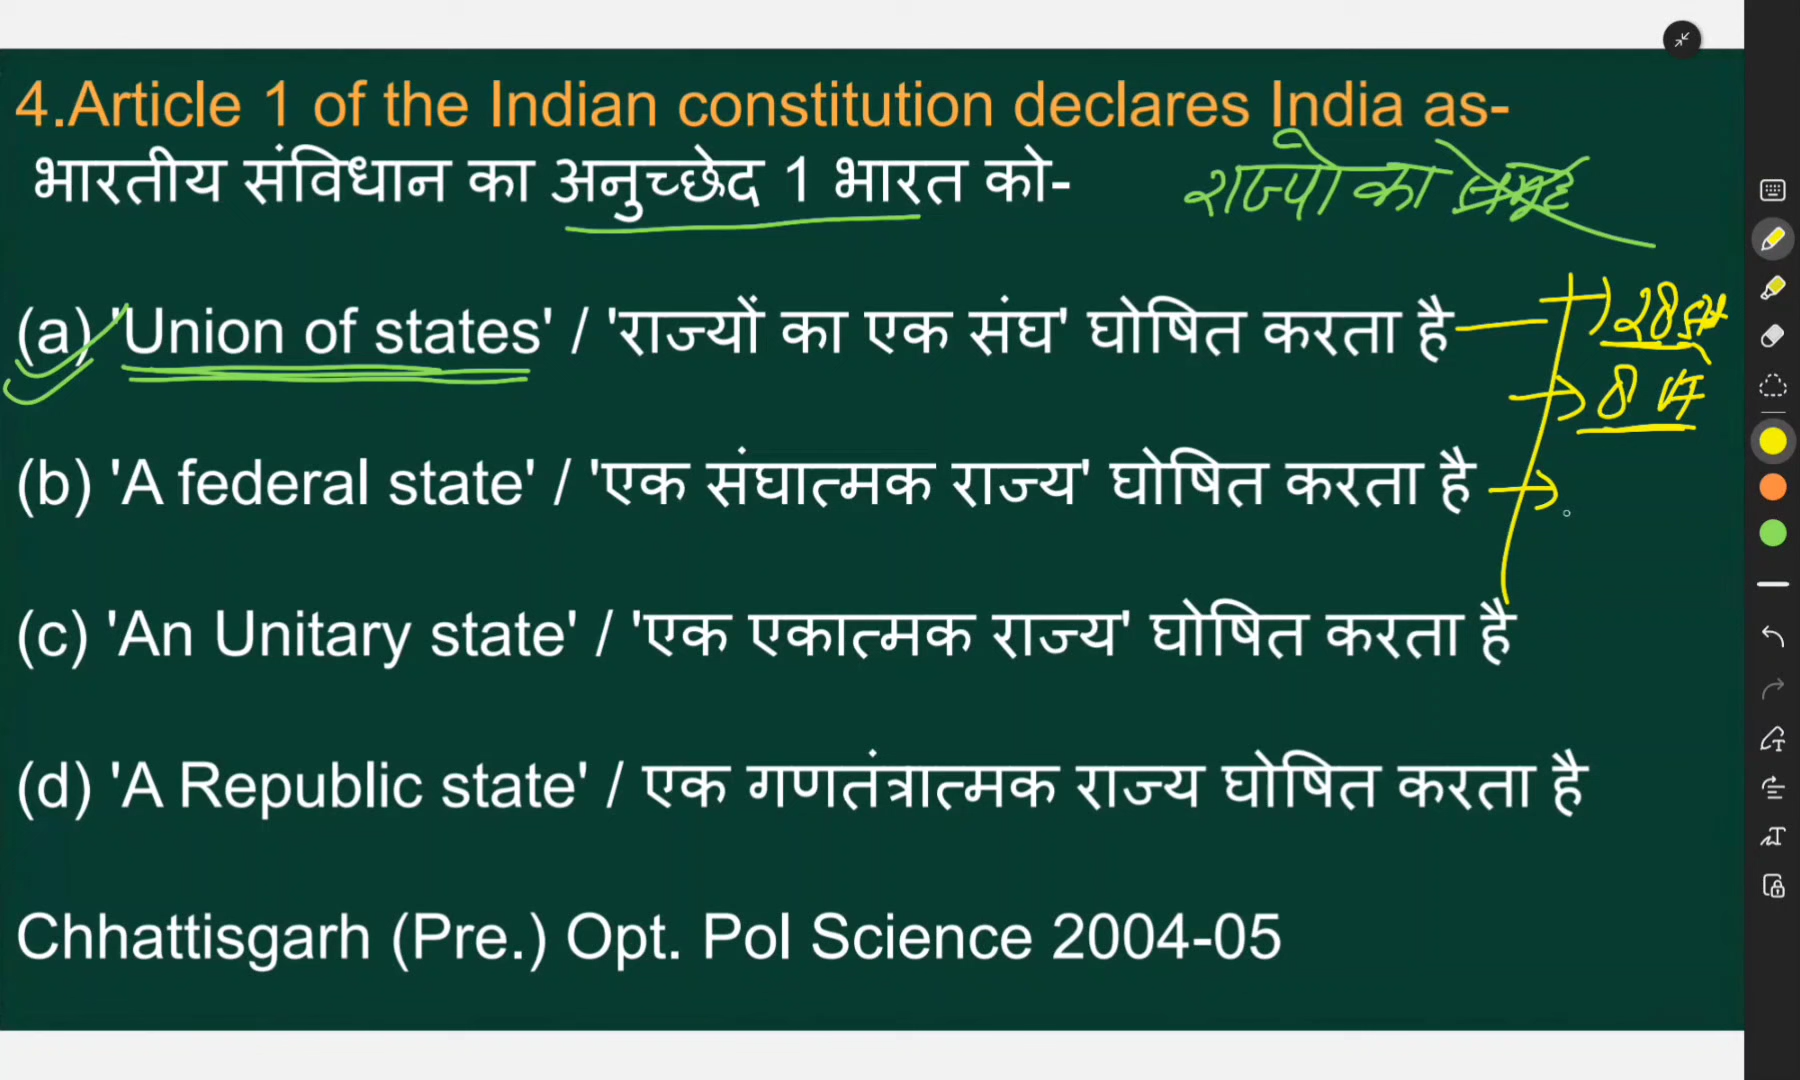 4.Article 1 of the Indian constitution declares India as-
भारतीय संविधान का अनुच्छेद 1 भारत को-
राज्यो का समूह
(a) 'Union of states' / 'राज्यों का एक संघ' घोषित करता है
28
8
(b) 'A federal state' / 'एक संघात्मक राज्य' घोषित करता है
(c) 'An Unitary state' / 'एक एकात्मक राज्य' घोषित करता है
(d) 'A Republic state' / एक गणतंत्रात्मक राज्य घोषित करता है
Chhattisgarh (Pre.) Opt. Pol Science 2004-05